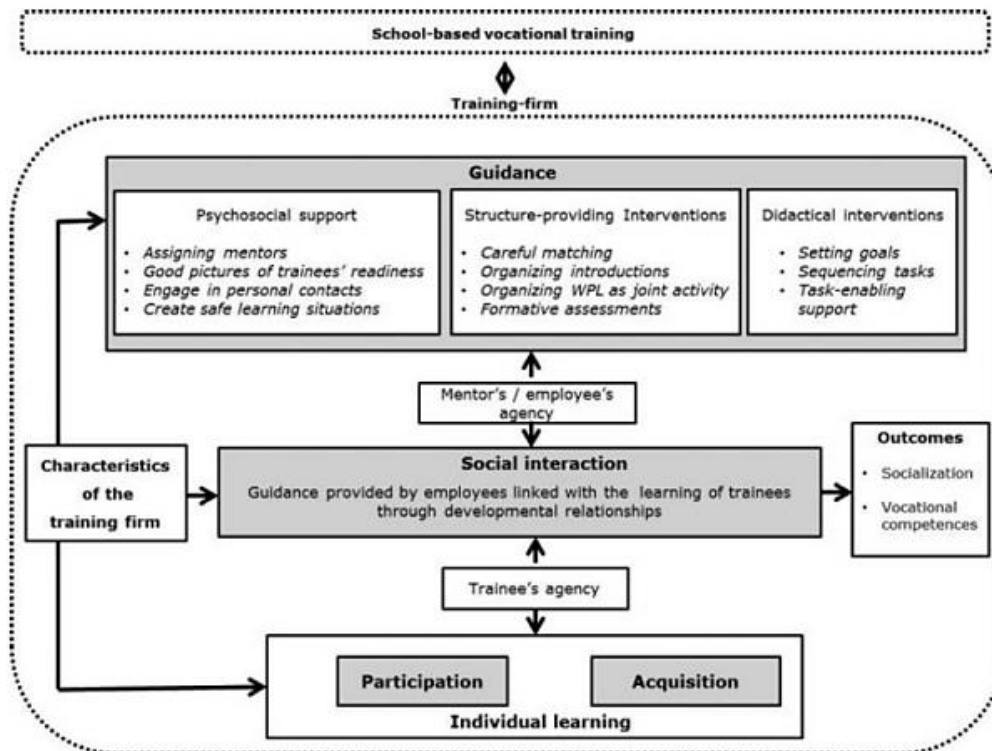 School-based vocational training
Training-firm
Guidance
Psychosocial support
• Assigning mentors
• Good pictures of trainees' readiness
• Engage in personal contacts
• Create safe learning situations
Structure-providing Interventions
• Careful matching
• Organizing introductions
• Organizing WPL as joint activity
• Formative assessments
Didactical interventions
• Setting goals
• Sequencing tasks
• Task-enabling
support
Mentor's / employee's
agency
Characteristics
of the
training firm
Social interaction
Guidance provided by employees linked with the learning of trainees
through developmental relationships
Outcomes
• Socialization
• Vocational
competences
Trainee's agency
Participation
Acquisition
Individual learning